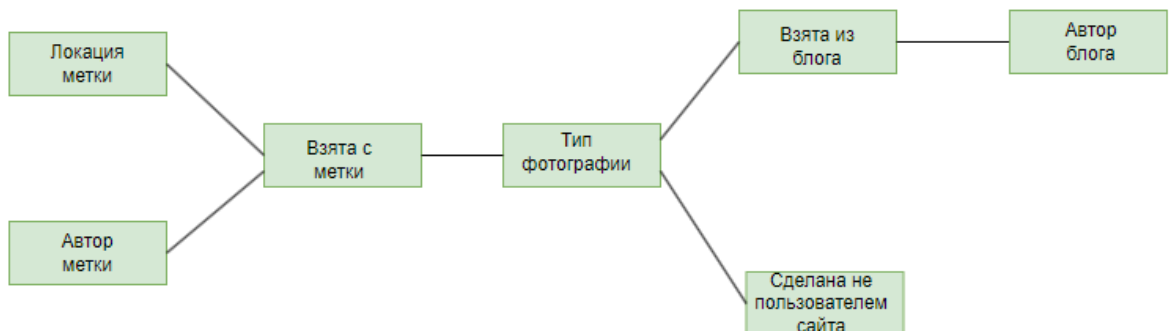 Локация
метки
Автор
метки
Взята с
метки
Тип
фотографии
Взята из
блога
Автор
блога
Сделана не
пользователем
сайта